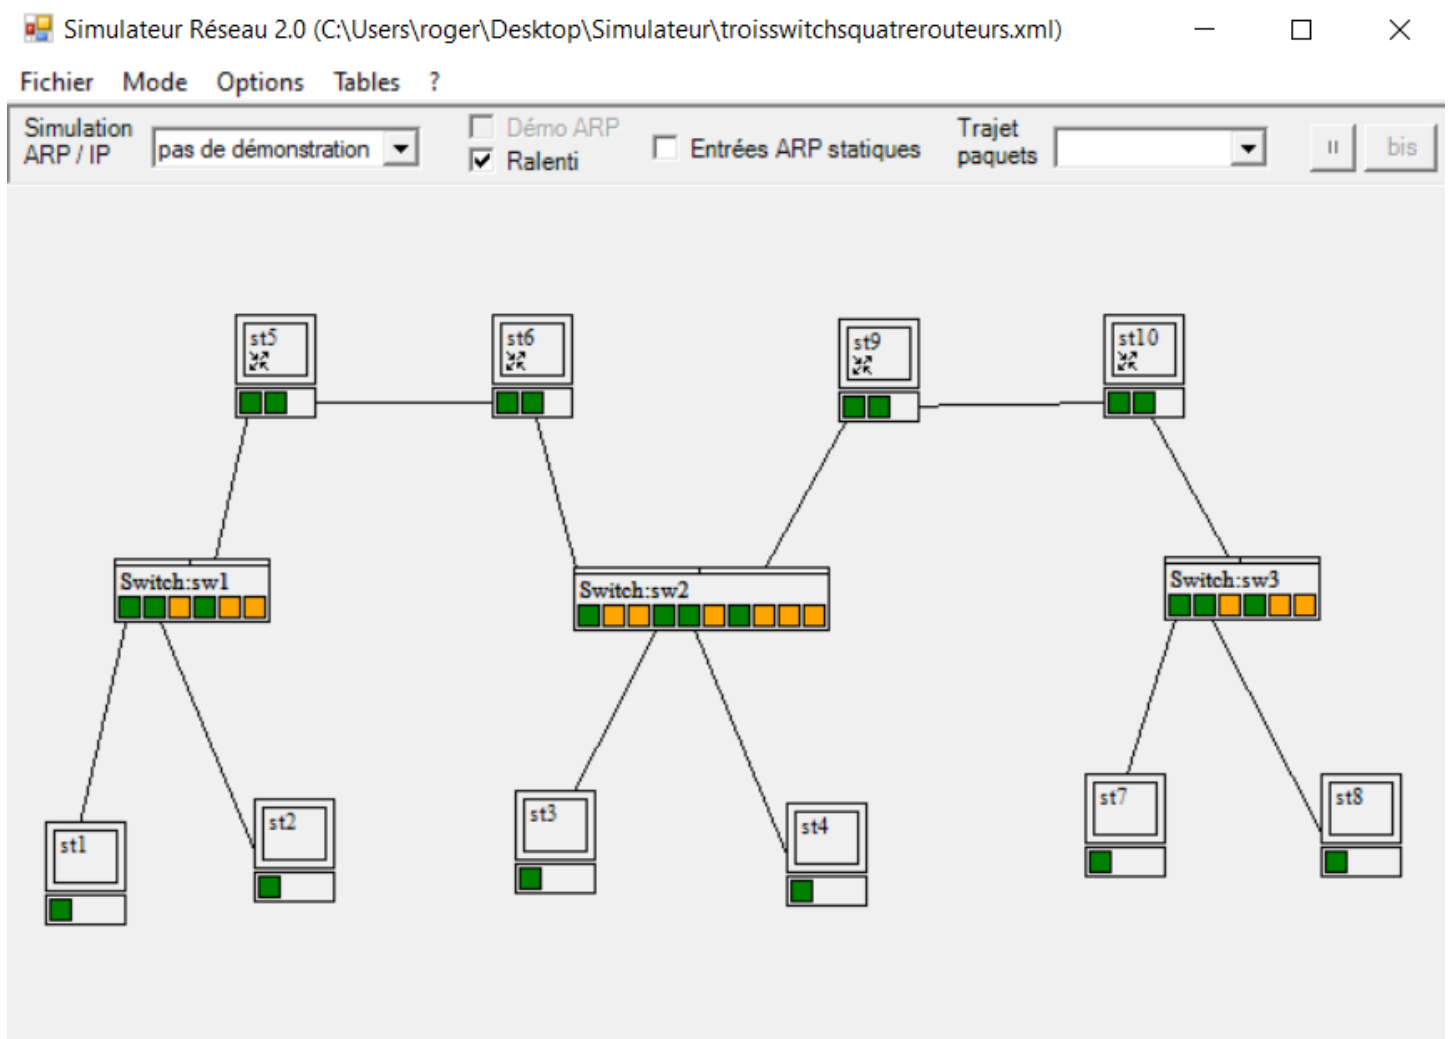 Simulateur Réseau 2.0 (C:\Users\roger\Desktop\Simulateur\troisswitchsquatrerouteurs.xml)
Fichier Mode Options Tables ?
Simulation
ARP / IP
pas de démonstration
Démo ARP
Ralenti
Entrées ARP statiques
Trajet
paquets
II
bis
st5
st6
st9
st10
Switch:sw1
Switch:sw2
Switch:sw3
st1
st2
st3
st4
st7
st8